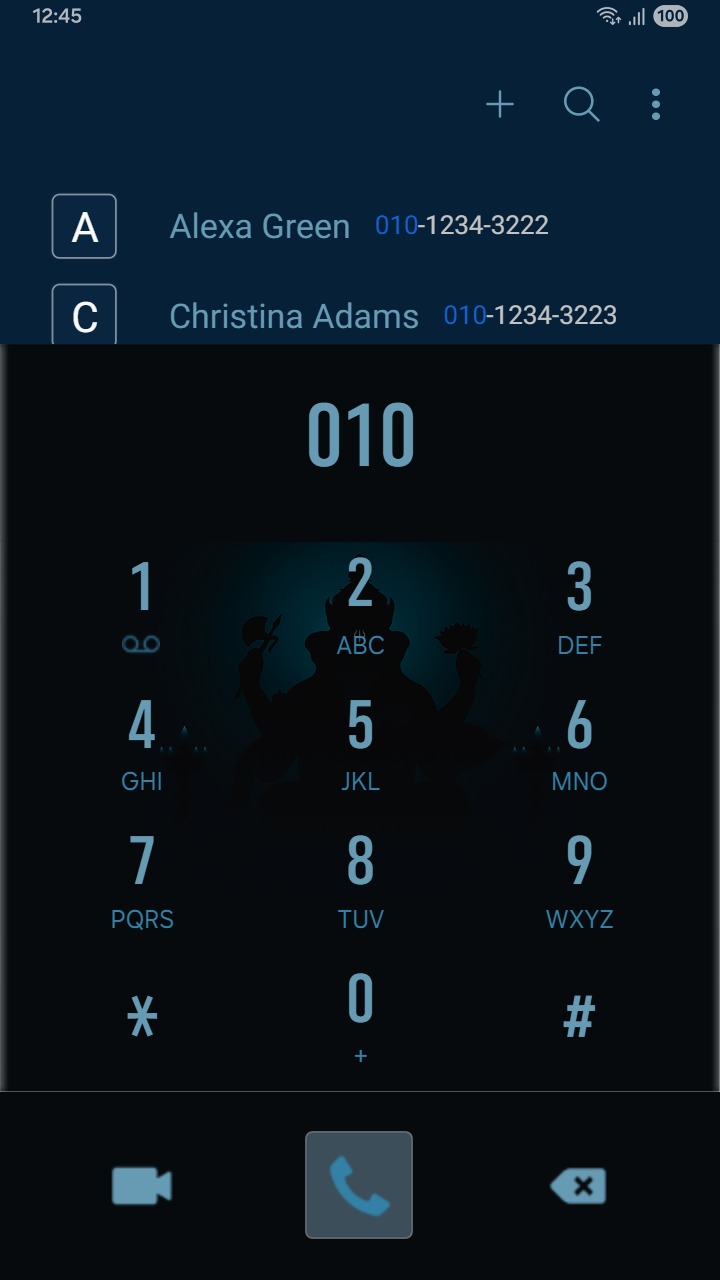 12:45 100
A Alexa Green 010-1234-3222
C Christina Adams 010-1234-3223
010
1 2 3
ABC DEF
4 5 6
GHI JKL MNO
7 8 9
PQRS TUV WXYZ
* 0 #
+